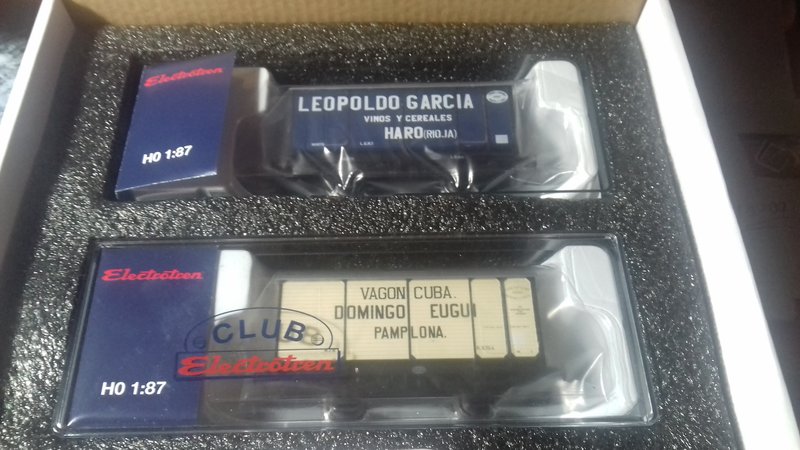 Electrotren
H0 1:87
LEOPOLDO GARCIA
VINOS Y CEREALES
HARO (RIOJA)
Electrotren
H0 1:87
CLUB
Electrotren
VAGON CUBA.
DOMINGO EUGUI
PAMPLONA.